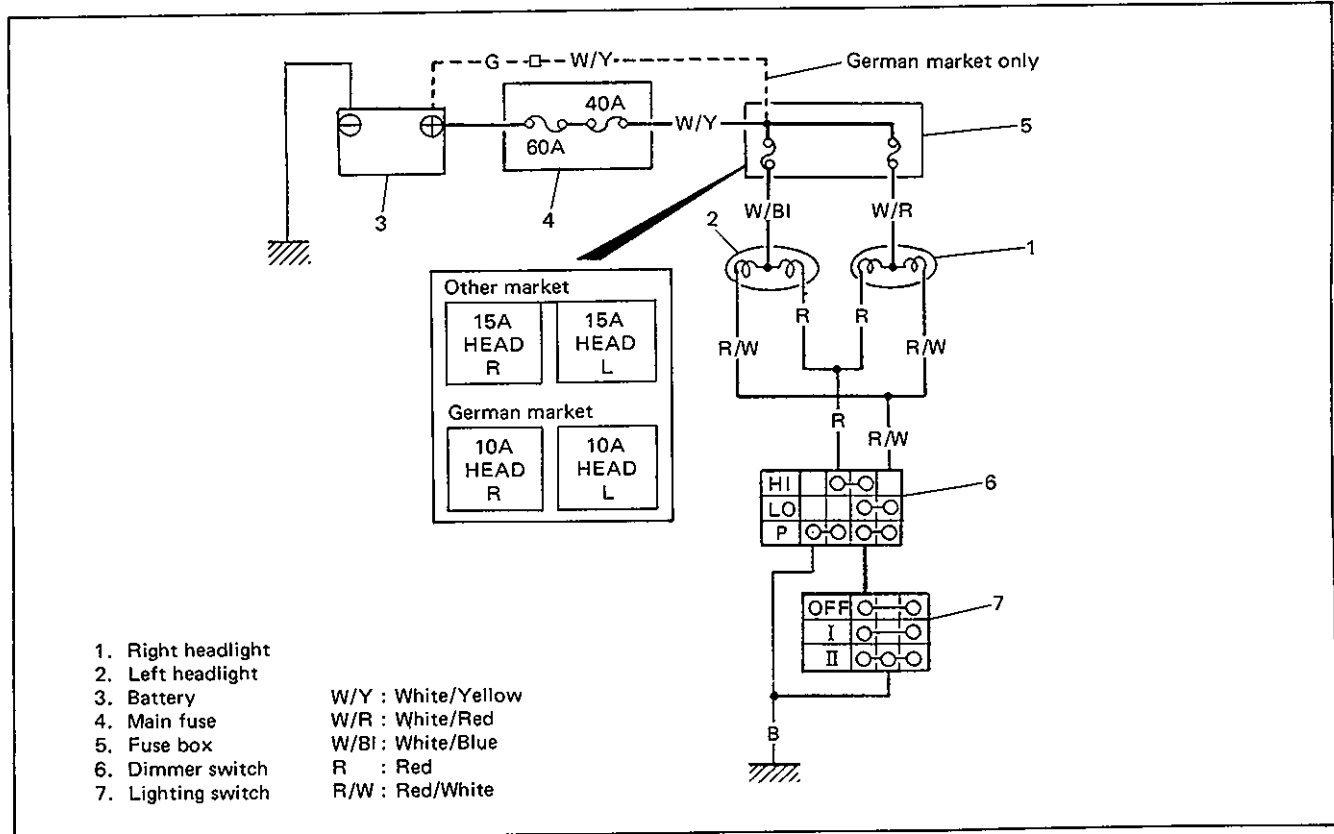 G W/Y
German market only
40A
60A
W/Y
5
3
4
W/Bl
W/R
2
1
Other market
15A HEAD R
15A HEAD L
German market
10A HEAD R
10A HEAD L
R
R
R/W
R/W
R
R/W
HI
LO
P
6
OFF
I
II
7
B
1. Right headlight
2. Left headlight
3. Battery
4. Main fuse
5. Fuse box
6. Dimmer switch
7. Lighting switch
W/Y : White/Yellow
W/R : White/Red
W/Bl : White/Blue
R : Red
R/W : Red/White